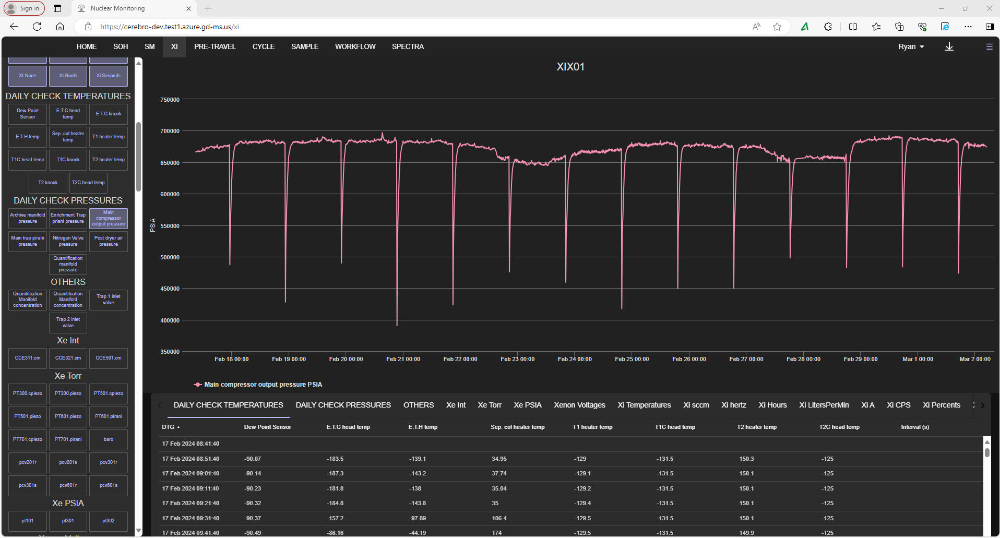 Sign in
Nuclear Monitoring
https://cerebro-dev.test1.azure.gd-ms.us/xi
HOME SOH SM XI PRE-TRAVEL CYCLE SAMPLE WORKFLOW SPECTRA Ryan
XI None XI Bools Xi Seconds
DAILY CHECK TEMPERATURES
Dew Point Sensor
E.T.C head temp
E.T.C knock
E.T.H temp
Sep. col heater temp
T1 heater temp
T1C head temp
T1C knock
T2 heater temp
T2 knock
T2C head temp
DAILY CHECK PRESSURES
Archive manifold pressure
Enrichment Trap priani pressure
Main compressor output pressure
Main trap pirani pressure
Nitrogen Valve pressure
Post dryer air pressure
Quantification manifold pressure
OTHERS
Quanitifcation Manifold concentration
Quanitifcation Manifold concentration
Trap 1 inlet valve
Trap 2 inlet valve
Xe Int
CCE311.cm CCE321.cm CCE501.cm
Xe Torr
PT300.cpiezo PT300.piezo PT501.cpiezo
PT501.piezo PT601.piezo PT601.pirani
PT701.cpiezo PT701.pirani baro
pcv201r pcv201s pcv301r
pcv301s pcv601r pcv601s
Xe PSIA
pt101 pt301 pt302
XIX01
750000
700000
650000
600000
550000
500000
450000
400000
350000
PSIA
Feb 18 00:00 Feb 19 00:00 Feb 20 00:00 Feb 21 00:00 Feb 22 00:00 Feb 23 00:00 Feb 24 00:00 Feb 25 00:00 Feb 26 00:00 Feb 27 00:00 Feb 28 00:00 Feb 29 00:00 Mar 1 00:00 Mar 2 00:00
Main compressor output pressure PSIA
DAILY CHECK TEMPERATURES DAILY CHECK PRESSURES OTHERS Xe Int Xe Torr Xe PSIA Xenon Voltages Xi Temperatures Xi sccm Xi hertz Xi Hours Xi LitersPerMin Xi A Xi CPS Xi Percents
DTG Dew Point Sensor E.T.C head temp E.T.H temp Sep. col heater temp T1 heater temp T1C head temp T2 heater temp T2C head temp Interval (s)
17 Feb 2024 08:41:40
17 Feb 2024 08:51:40 -90.07 -183.5 -139.1 34.95 -129 -131.5 150.3 -125
17 Feb 2024 09:01:40 -90.14 -187.3 -143.2 37.74 -129.1 -131.5 150.1 -125
17 Feb 2024 09:11:40 -90.23 -181.8 -138 35.04 -129.2 -131.5 150.1 -125
17 Feb 2024 09:21:40 -90.32 -184.8 -143.8 35 -129.4 -131.5 150.1 -125
17 Feb 2024 09:31:40 -90.37 -157.2 -97.89 106.4 -129.5 -131.5 150.1 -125
17 Feb 2024 09:41:40 -90.49 -86.16 -44.19 174 -129.5 -131.5 149.9 -125